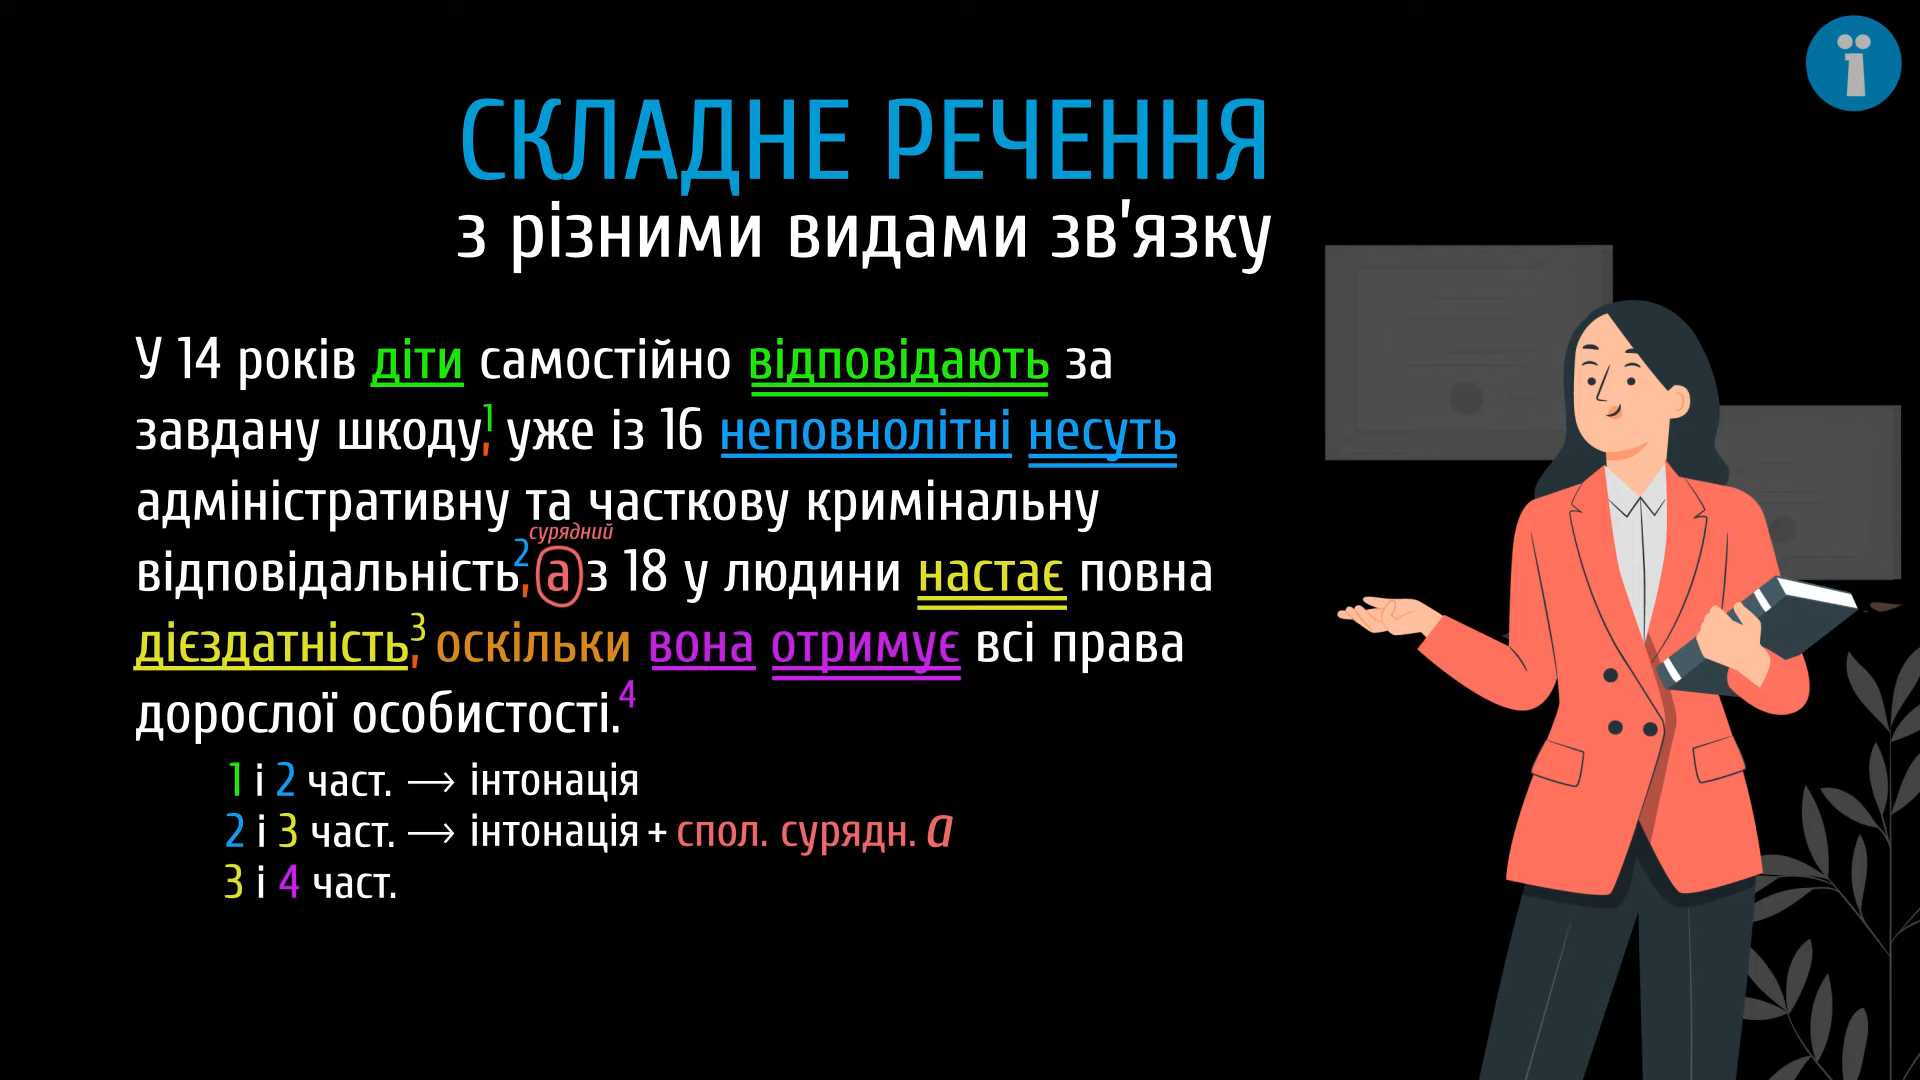 ї
СКЛАДНЕ РЕЧЕННЯ
з різними видами зв'язку
У 14 років діти самостійно відповідають за
завдану шкоду,1 уже із 16 неповнолітні несуть
адміністративну та часткову кримінальну
сурядний
відповідальність,2 а з 18 у людини настає повна
дієздатність,3 оскільки вона отримує всі права
дорослої особистості.4
1 і 2 част. → інтонація
2 і 3 част. → інтонація + спол. сурядн. а
3 і 4 част.